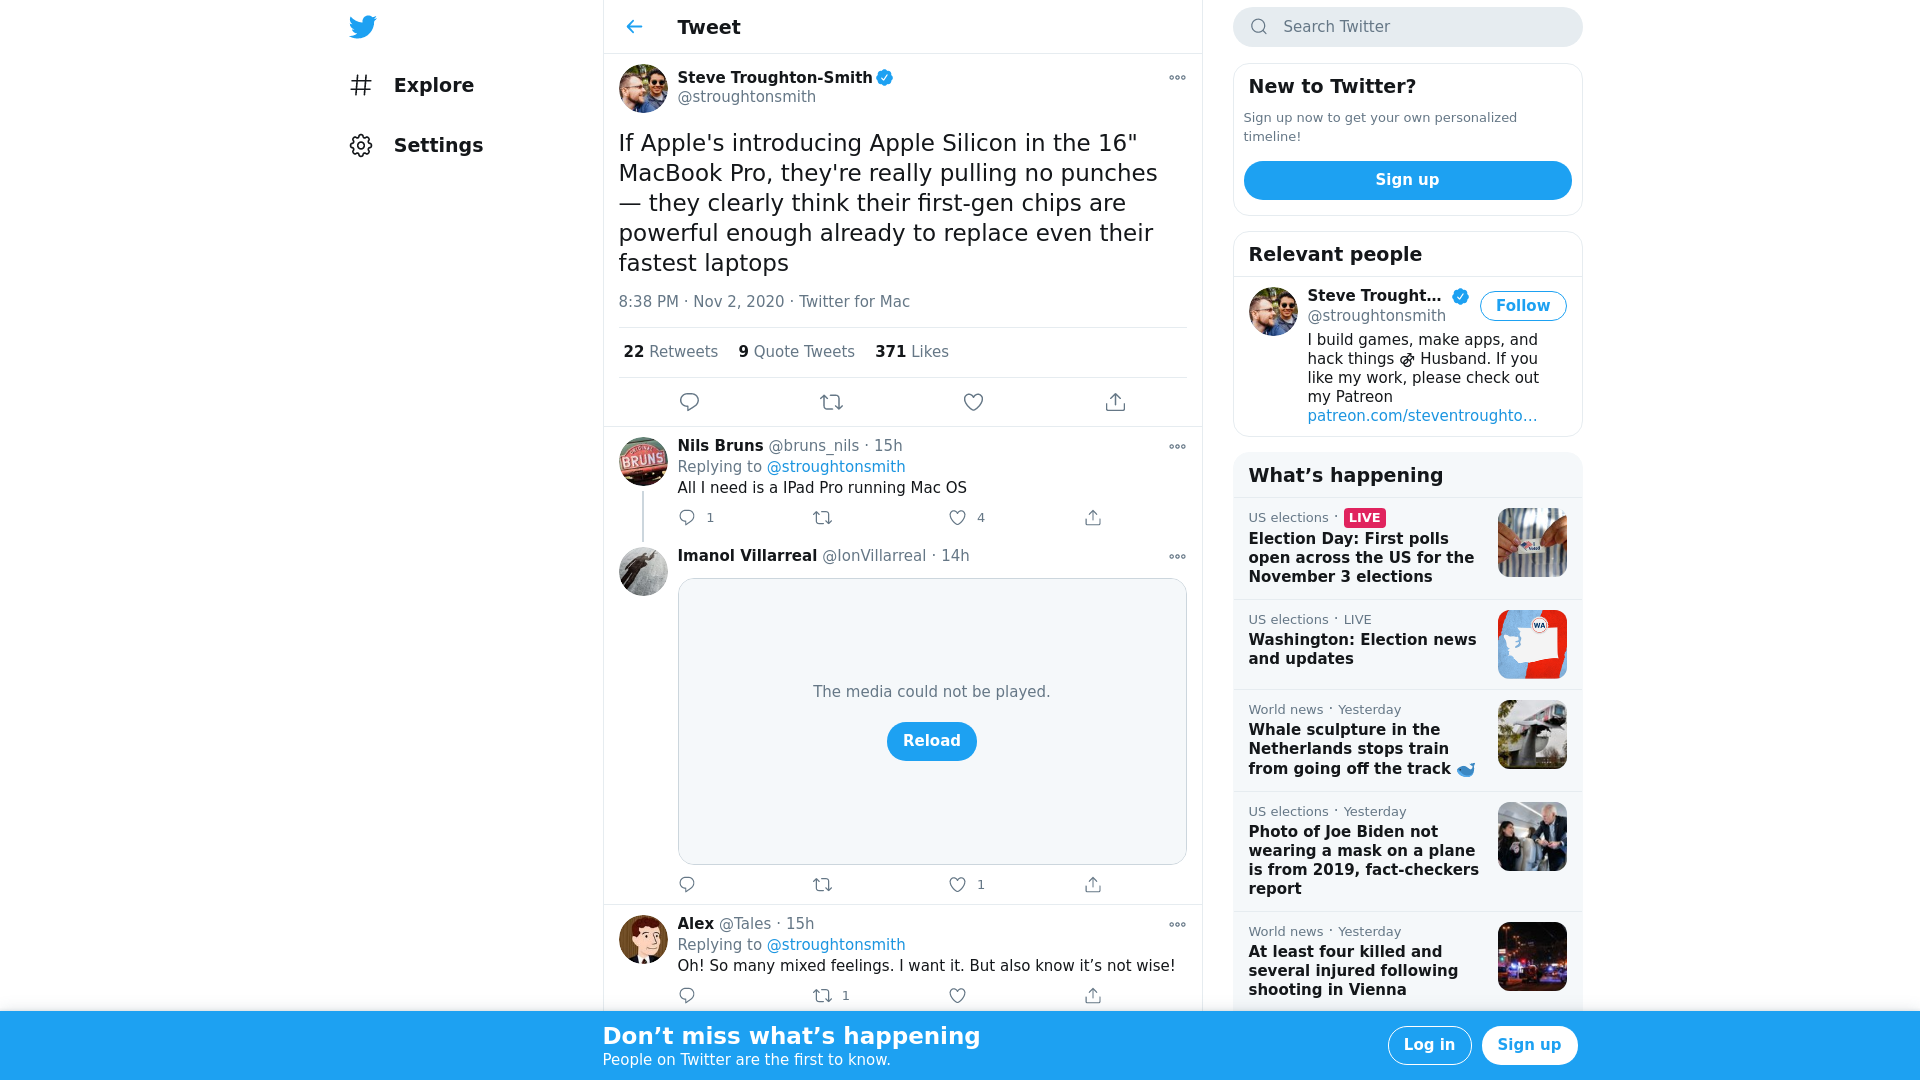 Explore
Settings
Tweet
Steve Troughton-Smith
@stroughtonsmith
If Apple's introducing Apple Silicon in the 16"
MacBook Pro, they're really pulling no punches
— they clearly think their first-gen chips are
powerful enough already to replace even their
fastest laptops
8:38 PM · Nov 2, 2020 · Twitter for Mac
22 Retweets 9 Quote Tweets 371 Likes
BRUNS
Nils Bruns @bruns_nils · 15h
Replying to @stroughtonsmith
All I need is a IPad Pro running Mac OS
1 4
Imanol Villarreal @IonVillarreal · 14h
The media could not be played.
Reload
1
Alex @Tales · 15h
Replying to @stroughtonsmith
Oh! So many mixed feelings. I want it. But also know it’s not wise!
1
Search Twitter
New to Twitter?
Sign up now to get your own personalized
timeline!
Sign up
Relevant people
Steve Trought...
@stroughtonsmith
Follow
I build games, make apps, and
hack things ⚣ Husband. If you
like my work, please check out
my Patreon
patreon.com/steventroughto…
What’s happening
US elections · LIVE
Election Day: First polls
open across the US for the
November 3 elections
US elections · LIVE
Washington: Election news
and updates
WA
World news · Yesterday
Whale sculpture in the
Netherlands stops train
from going off the track 🐋
US elections · Yesterday
Photo of Joe Biden not
wearing a mask on a plane
is from 2019, fact-checkers
report
World news · Yesterday
At least four killed and
several injured following
shooting in Vienna
Don’t miss what’s happening
People on Twitter are the first to know.
Log in
Sign up